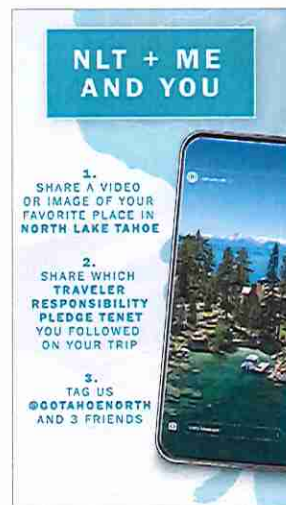 NLT + ME
AND YOU
1.
SHARE A VIDEO
OR IMAGE OF YOUR
FAVORITE PLACE IN
NORTH LAKE TAHOE
2.
SHARE WHICH
TRAVELER
RESPONSIBILITY
PLEDGE TENET
YOU FOLLOWED
ON YOUR TRIP
3.
TAG US
@GOTAHOENORTH
AND 3 FRIENDS